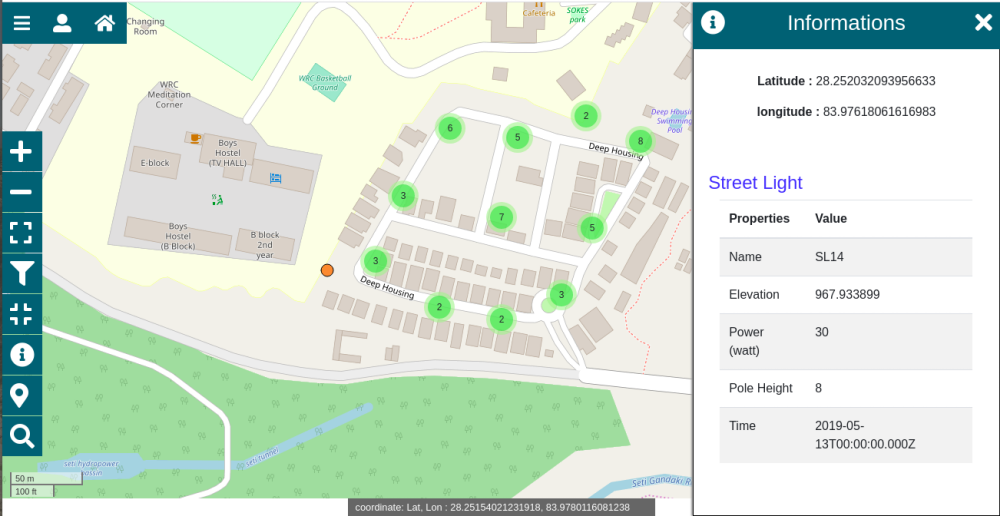 Changing
Room
Cafeteria
SOKES
park
WRC
Meditation
Corner
WRC Basketball
Ground
Boys
Hostel
(TV HALL)
E-block
Boys
Hostel
(B Block)
B block
2nd
year
Deep Housing
Swimming
Pool
6
5
2
8
Deep Housing
3
7
5
3
Deep Housing
2
2
3
seti hydropower
seti tunnel
Seti Gandaki R
50 m
100 ft
coordinate: Lat, Lon : 28.25154021231918, 83.9780116081238
Informations
Latitude : 28.252032093956633
longitude : 83.97618061616983
Street Light
Properties Value
Name SL14
Elevation 967.933899
Power
(watt) 30
Pole Height 8
Time 2019-05-
13T00:00:00.000Z